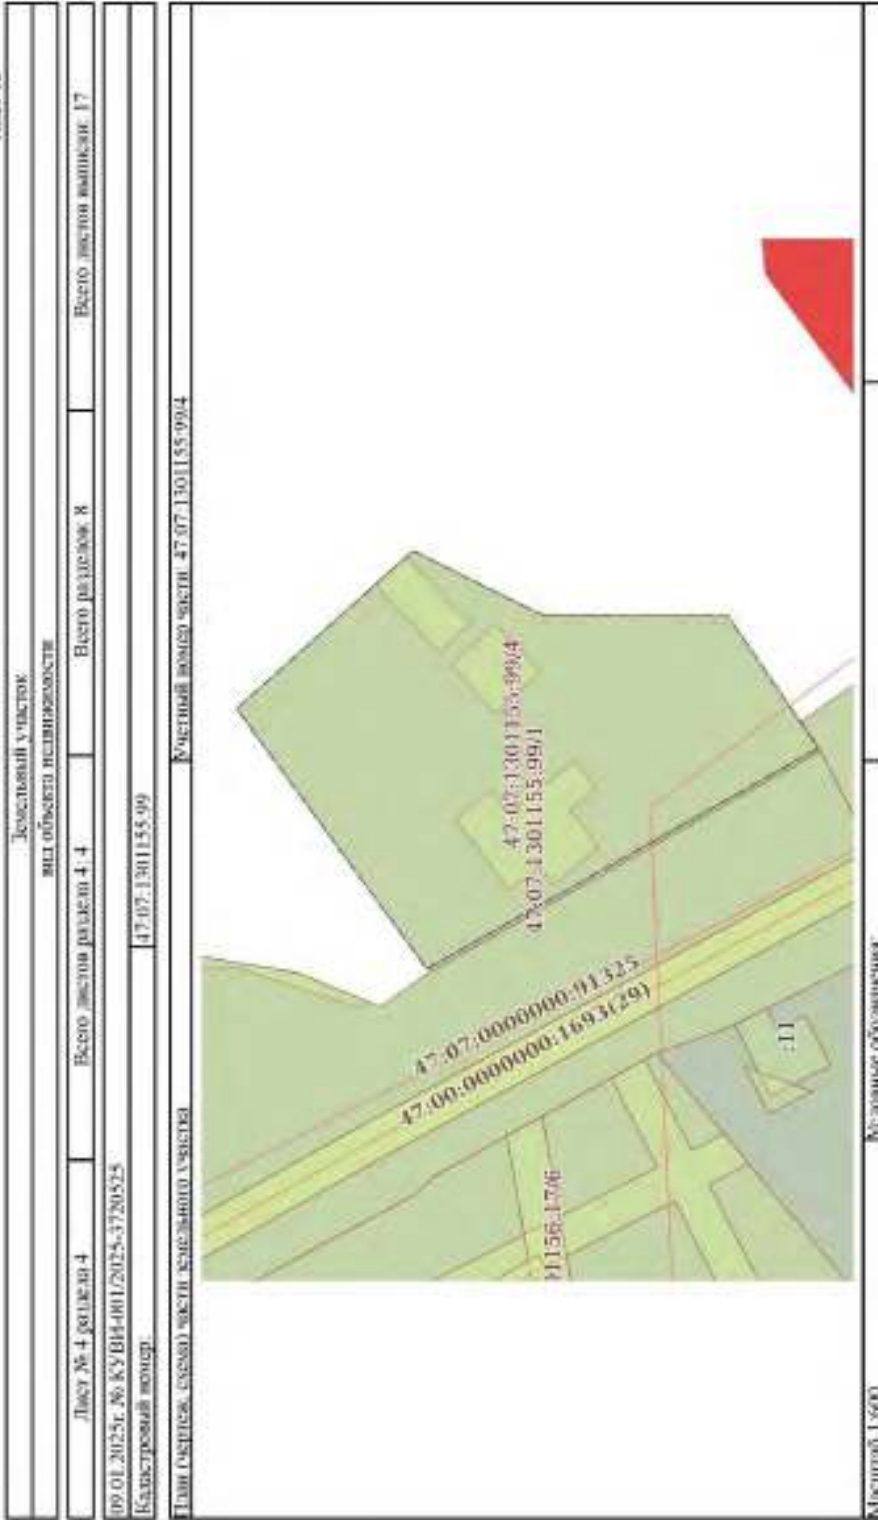 Земельный участок
вид объекта недвижимости
Лист № 4 раздела 4
Всего листов раздела 4: 4
Всего разделов: 8
Всего листов выписки: 17
09.01.2025г. № КУВИ-001/2025-3720525
Кадастровый номер:
47:07:1301155:99
План (чертеж, схема) части земельного участка
Учетный номер части: 47:07:1301155:99/4
47:07:1301155:99/4
47:07:1301155:99/1
47:07:0000000:91325
47:00:0000000:1693(29)
:11
1156:17/6
Масштаб 1:600
Условные обозначения: